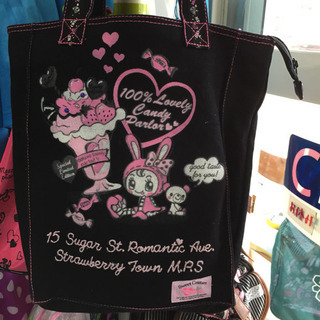 100% Lovely
Candy
Parlor
good taste
for you!
15 Sugar St. Romantic Ave.
Strawberry Town M.P.S